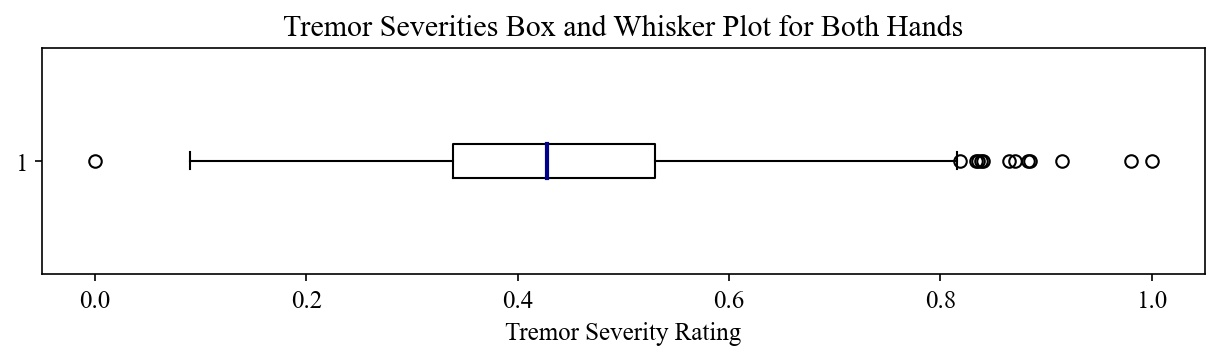 Tremor Severities Box and Whisker Plot for Both Hands
1
0.0 0.2 0.4 0.6 0.8 1.0
Tremor Severity Rating